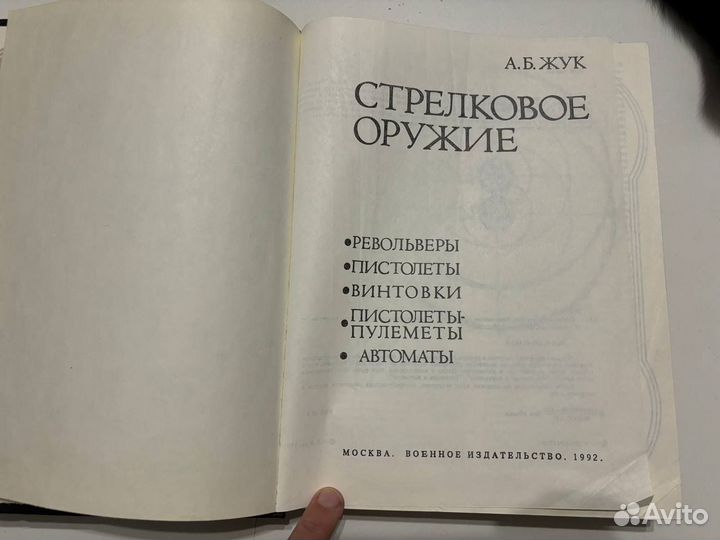 А.Б.ЖУК
СТРЕЛКОВОЕ
ОРУЖИЕ
•РЕВОЛЬВЕРЫ
•ПИСТОЛЕТЫ
•ВИНТОВКИ
•ПИСТОЛЕТЫ-
ПУЛЕМЕТЫ
• АВТОМАТЫ
МОСКВА. ВОЕННОЕ ИЗДАТЕЛЬСТВО. 1992.
Avito